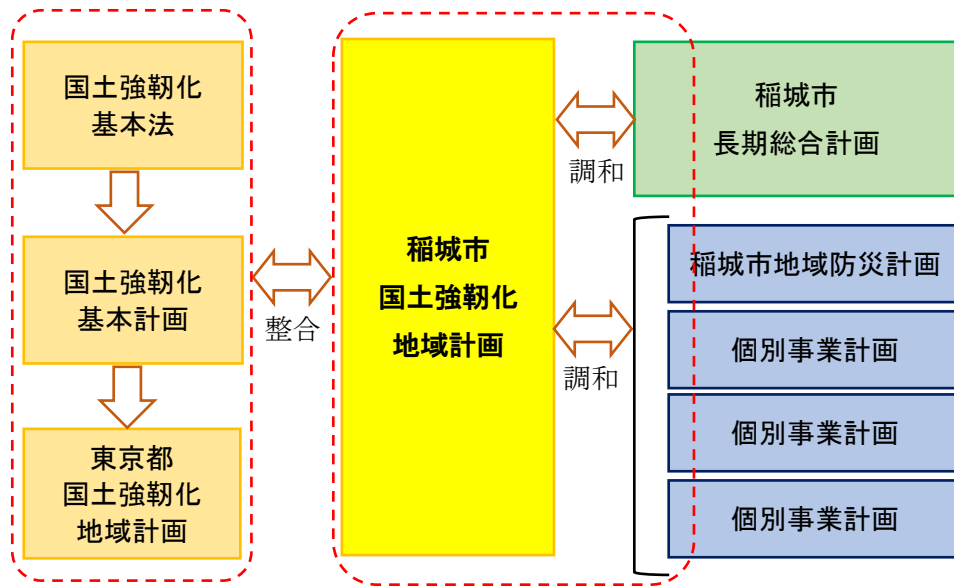 国土強靭化
基本法
国土強靭化
基本計画
東京都
国土強靭化
地域計画
整合
稲城市
国土強靭化
地域計画
調和
調和
稲城市
長期総合計画
稲城市地域防災計画
個別事業計画
個別事業計画
個別事業計画